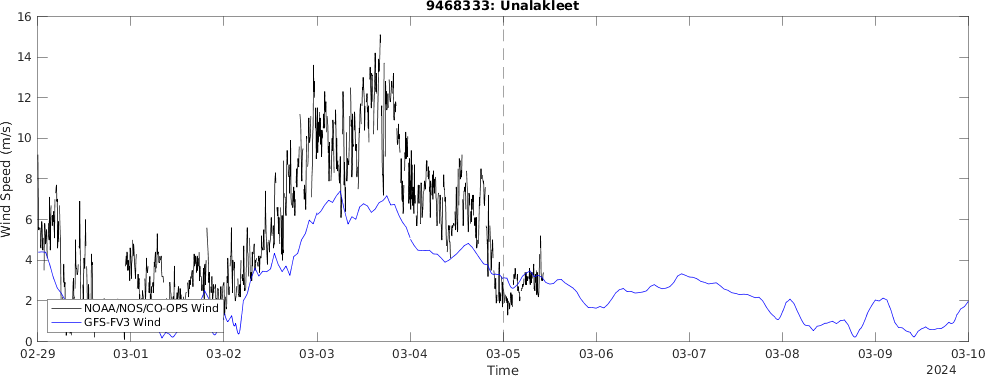 9468333: Unalakleet
Wind Speed (m/s)
16
14
12
10
8
6
4
2
0
NOAA/NOS/CO-OPS Wind
GFS-FV3 Wind
02-29 03-01 03-02 03-03 03-04 03-05 03-06 03-07 03-08 03-09 03-10
Time
2024